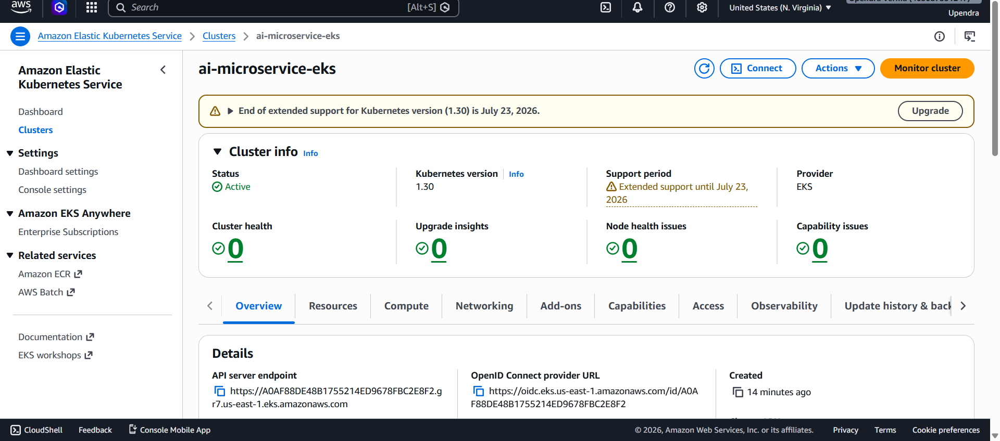 aws
Search
[Alt+S]
United States (N. Virginia)
Upendra
Amazon Elastic Kubernetes Service
Clusters
ai-microservice-eks
Amazon Elastic
Kubernetes Service
Dashboard
Clusters
Settings
Dashboard settings
Console settings
Amazon EKS Anywhere
Enterprise Subscriptions
Related services
Amazon ECR
AWS Batch
Documentation
EKS workshops
ai-microservice-eks
Connect
Actions
Monitor cluster
End of extended support for Kubernetes version (1.30) is July 23, 2026.
Upgrade
Cluster info
Info
Status
Active
Kubernetes version
Info
1.30
Support period
Extended support until July 23,
2026
Provider
EKS
Cluster health
0
Upgrade insights
0
Node health issues
0
Capability issues
0
Overview
Resources
Compute
Networking
Add-ons
Capabilities
Access
Observability
Update history & back
Details
API server endpoint
https://A0AF88DE48B1755214ED9678FBC2E8F2.g
r7.us-east-1.eks.amazonaws.com
OpenID Connect provider URL
https://oidc.eks.us-east-1.amazonaws.com/id/A0A
F88DE48B1755214ED9678FBC2E8F2
Created
14 minutes ago
CloudShell
Feedback
Console Mobile App
© 2026, Amazon Web Services, Inc. or its affiliates.
Privacy
Terms
Cookie preferences